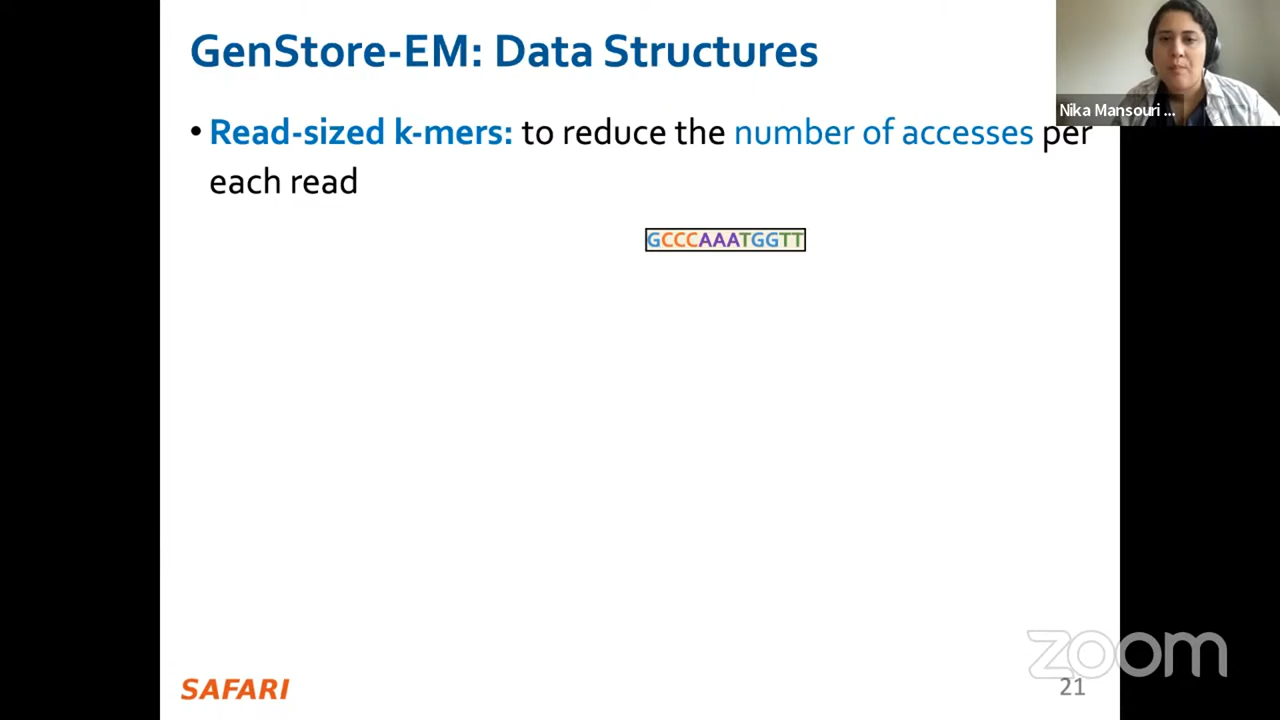 GenStore-EM: Data Structures
Nika Mansouri ...
• Read-sized k-mers: to reduce the number of accesses per
each read
GCCCAAATGGTT
zoom
SAFARI
21